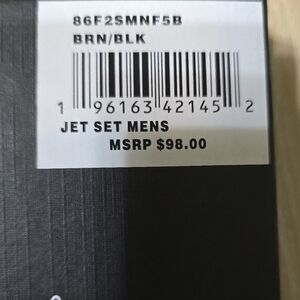 86F2SMNF5B
BRN/BLK
1 96163 42145 2
JET SET MENS
MSRP $98.00